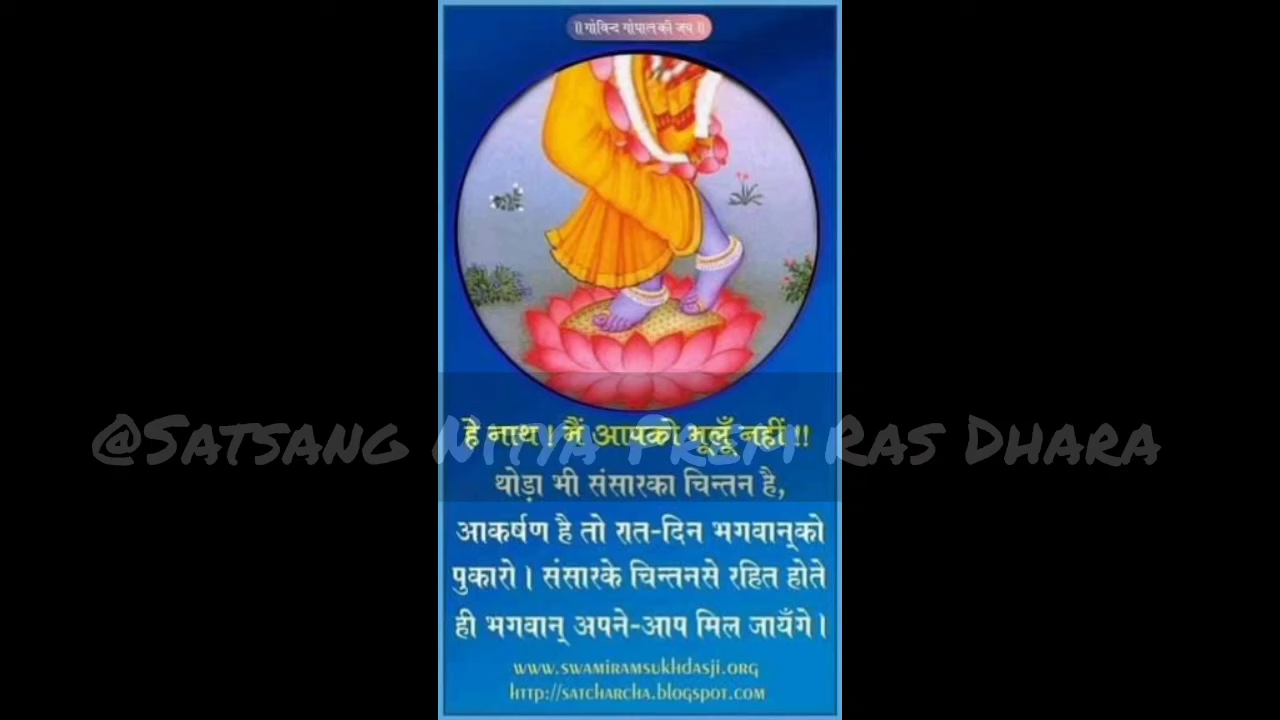 ॥ गोविन्द गोपाल की जय ॥
हे नाथ ! मैं आपको भूलूँ नहीं !!
@Satsang Nitya Prem Ras Dhara
थोड़ा भी संसारका चिन्तन है,
आकर्षण है तो रात-दिन भगवान्‌को
पुकारो । संसारके चिन्तनसे रहित होते
ही भगवान् अपने-आप मिल जायँगे ।
www.swamiramsukhdasji.org
http://satcharcha.blogspot.com